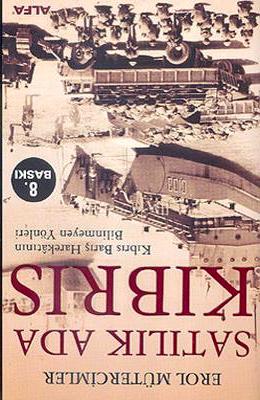 EROL MÜTERCİMLER
SATILIK ADA
KIBRIS
Kıbrıs Barış Harekâtının
Bilinmeyen Yönleri
8.
BASKI
ALFA